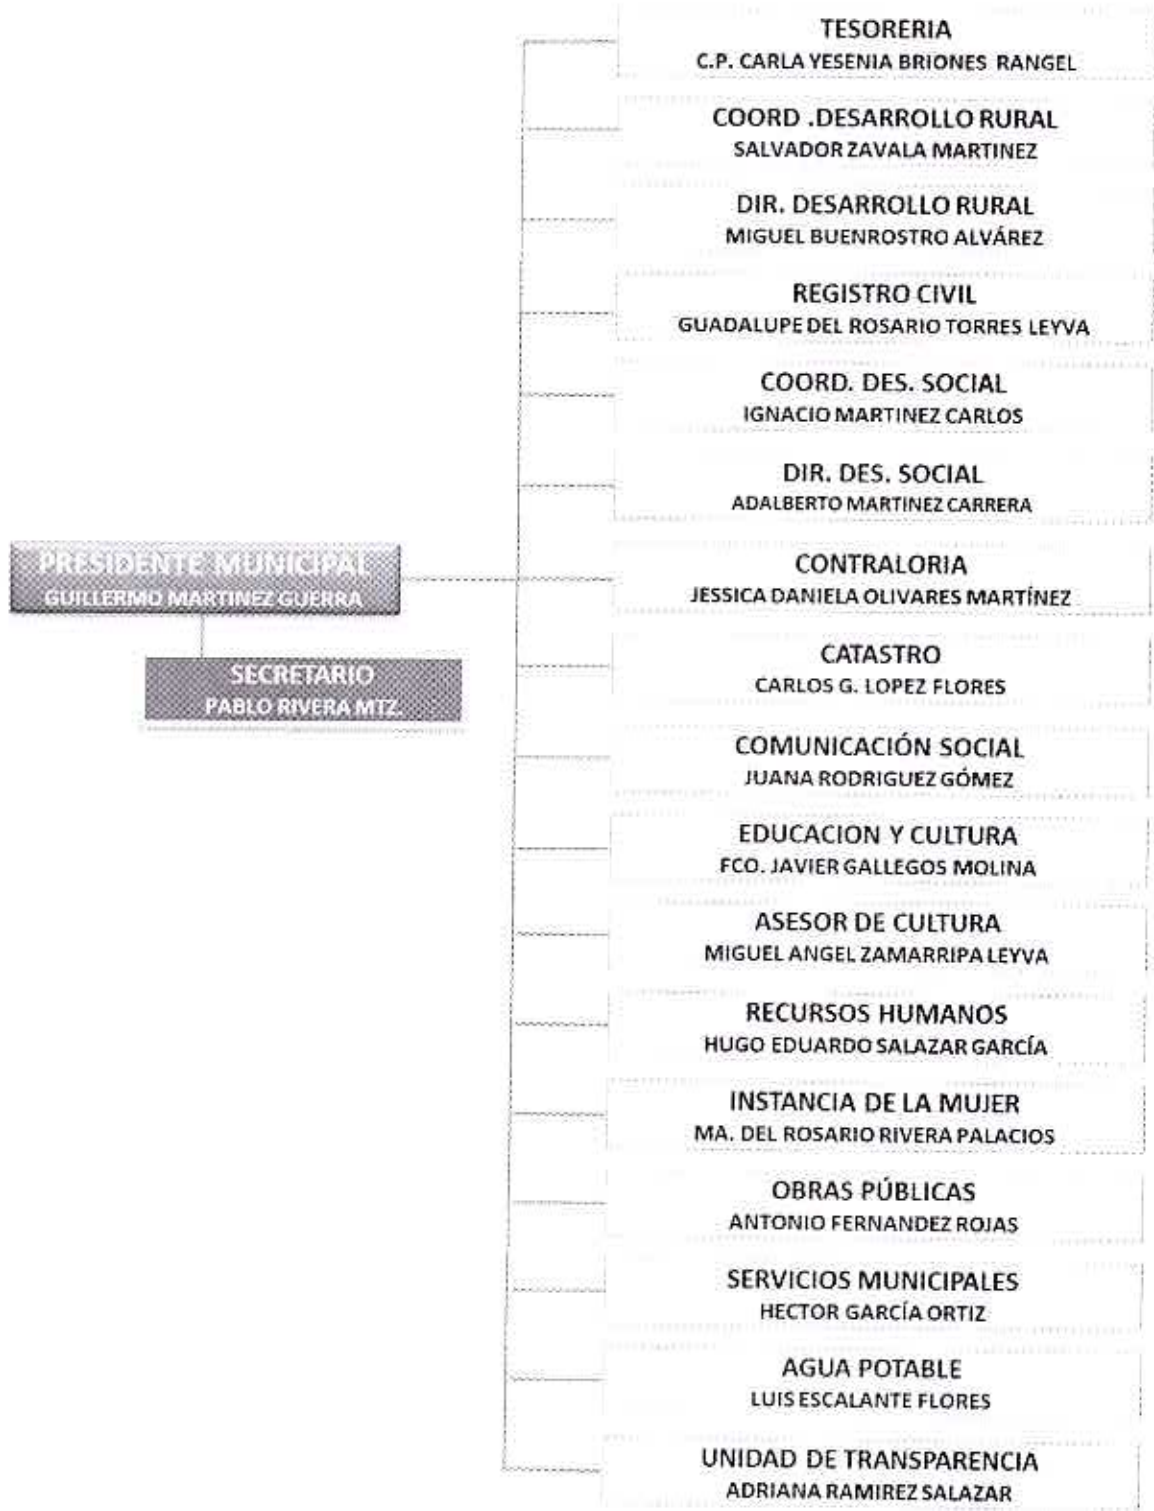 TESORERIA
C.P. CARLA YESENIA BRIONES RANGEL
COORD .DESARROLLO RURAL
SALVADOR ZAVALA MARTINEZ
DIR. DESARROLLO RURAL
MIGUEL BUENROSTRO ALVÁREZ
REGISTRO CIVIL
GUADALUPE DEL ROSARIO TORRES LEYVA
COORD. DES. SOCIAL
IGNACIO MARTINEZ CARLOS
DIR. DES. SOCIAL
ADALBERTO MARTINEZ CARRERA
PRESIDENTE MUNICIPAL
GUILLERMO MARTINEZ GUERRA
SECRETARIO
PABLO RIVERA MTZ.
CONTRALORIA
JESSICA DANIELA OLIVARES MARTÍNEZ
CATASTRO
CARLOS G. LOPEZ FLORES
COMUNICACIÓN SOCIAL
JUANA RODRIGUEZ GÓMEZ
EDUCACION Y CULTURA
FCO. JAVIER GALLEGOS MOLINA
ASESOR DE CULTURA
MIGUEL ANGEL ZAMARRIPA LEYVA
RECURSOS HUMANOS
HUGO EDUARDO SALAZAR GARCÍA
INSTANCIA DE LA MUJER
MA. DEL ROSARIO RIVERA PALACIOS
OBRAS PÚBLICAS
ANTONIO FERNANDEZ ROJAS
SERVICIOS MUNICIPALES
HECTOR GARCÍA ORTIZ
AGUA POTABLE
LUIS ESCALANTE FLORES
UNIDAD DE TRANSPARENCIA
ADRIANA RAMIREZ SALAZAR